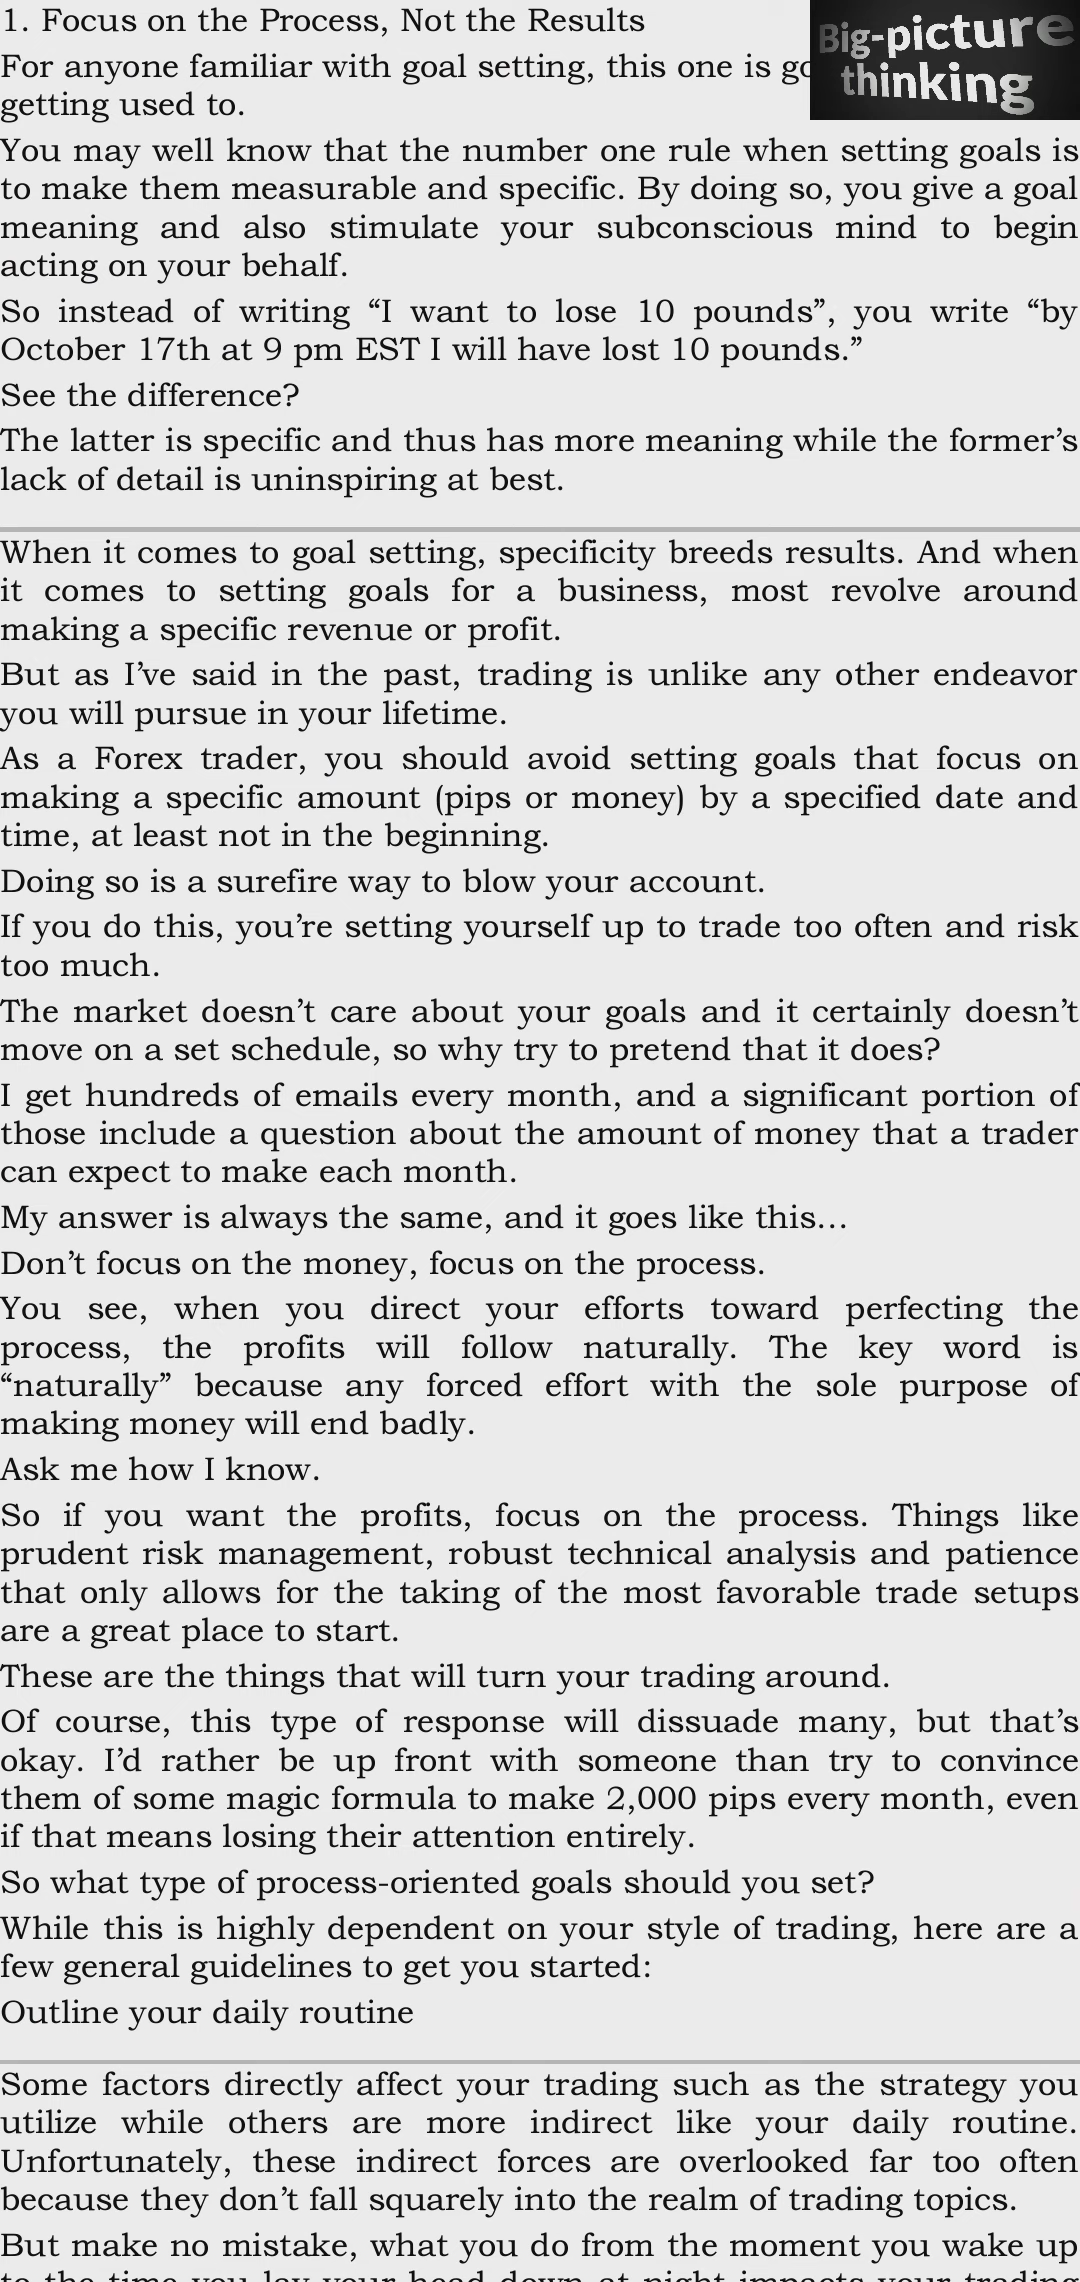 1. Focus on the Process, Not the Results
Big-picture
thinking
For anyone familiar with goal setting, this one is
getting used to.
You may well know that the number one rule when setting goals is
to make them measurable and specific. By doing so, you give a goal
meaning and also stimulate your subconscious mind to begin
acting on your behalf.
So instead of writing “I want to lose 10 pounds”, you write “by
October 17th at 9 pm EST I will have lost 10 pounds.”
See the difference?
The latter is specific and thus has more meaning while the former’s
lack of detail is uninspiring at best.
When it comes to goal setting, specificity breeds results. And when
it comes to setting goals for a business, most revolve around
making a specific revenue or profit.
But as I’ve said in the past, trading is unlike any other endeavor
you will pursue in your lifetime.
As a Forex trader, you should avoid setting goals that focus on
making a specific amount (pips or money) by a specified date and
time, at least not in the beginning.
Doing so is a surefire way to blow your account.
If you do this, you’re setting yourself up to trade too often and risk
too much.
The market doesn’t care about your goals and it certainly doesn’t
move on a set schedule, so why try to pretend that it does?
I get hundreds of emails every month, and a significant portion of
those include a question about the amount of money that a trader
can expect to make each month.
My answer is always the same, and it goes like this…
Don’t focus on the money, focus on the process.
You see, when you direct your efforts toward perfecting the
process, the profits will follow naturally. The key word is
“naturally” because any forced effort with the sole purpose of
making money will end badly.
Ask me how I know.
So if you want the profits, focus on the process. Things like
prudent risk management, robust technical analysis and patience
that only allows for the taking of the most favorable trade setups
are a great place to start.
These are the things that will turn your trading around.
Of course, this type of response will dissuade many, but that’s
okay. I’d rather be up front with someone than try to convince
them of some magic formula to make 2,000 pips every month, even
if that means losing their attention entirely.
So what type of process-oriented goals should you set?
While this is highly dependent on your style of trading, here are a
few general guidelines to get you started:
Outline your daily routine
Some factors directly affect your trading such as the strategy you
utilize while others are more indirect like your daily routine.
Unfortunately, these indirect forces are overlooked far too often
because they don’t fall squarely into the realm of trading topics.
But make no mistake, what you do from the moment you wake up
to the time you lay your head down at night impacts your trading